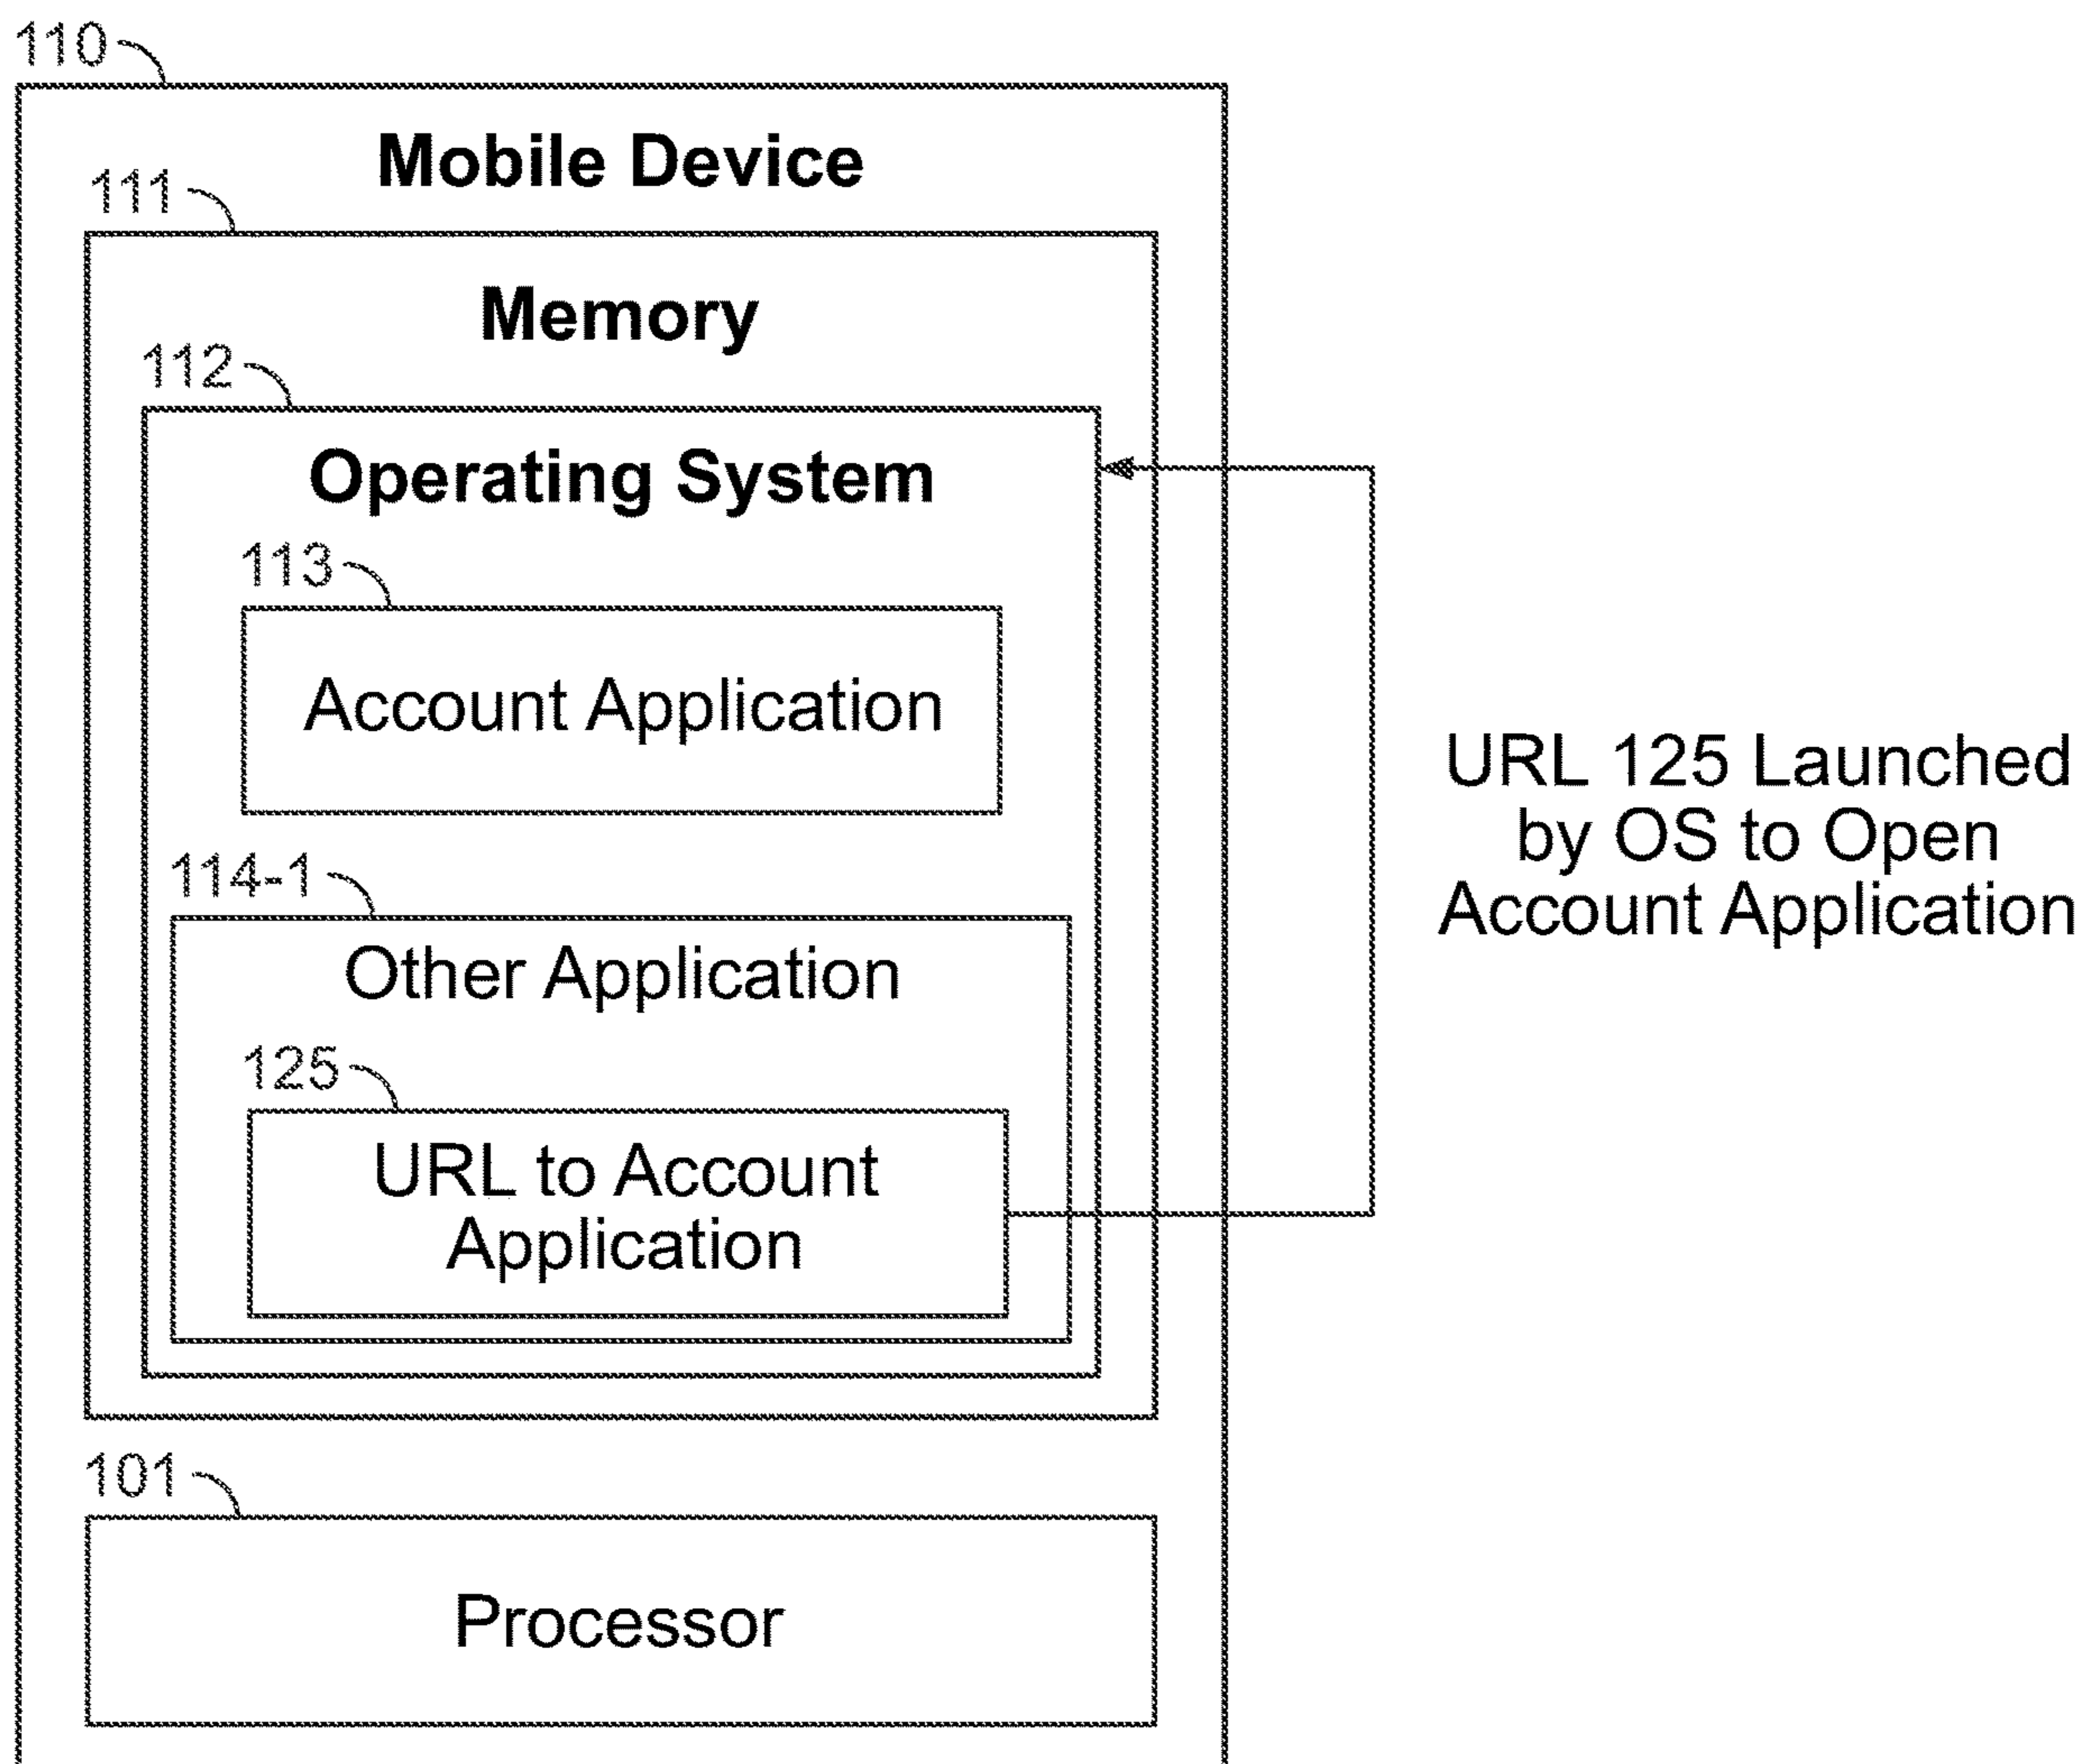 110
Mobile Device
111
Memory
112
Operating System
113
Account Application
114-1
Other Application
125
URL to Account
Application
URL 125 Launched
by OS to Open
Account Application
101
Processor